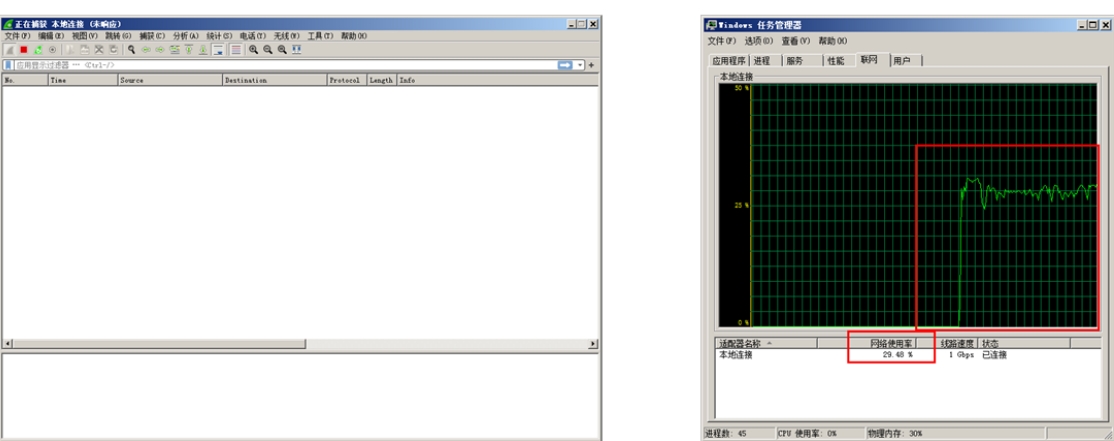 正在捕获 本地连接 (未响应)
文件(F) 编辑(E) 视图(V) 跳转(G) 捕获(C) 分析(A) 统计(S) 电话(Y) 无线(W) 工具(T) 帮助(H)
应用显示过滤器 … <Ctrl-/>
No. Time Source Destination Protocol Length Info
Windows 任务管理器
文件(F) 选项(O) 查看(V) 帮助(H)
应用程序 进程 服务 性能 联网 用户
本地连接
50 %
25 %
0 %
适配器名称 网络使用率 线路速度 状态
本地连接 29.48 % 1 Gbps 已连接
进程数: 45 CPU 使用率: 0% 物理内存: 30%